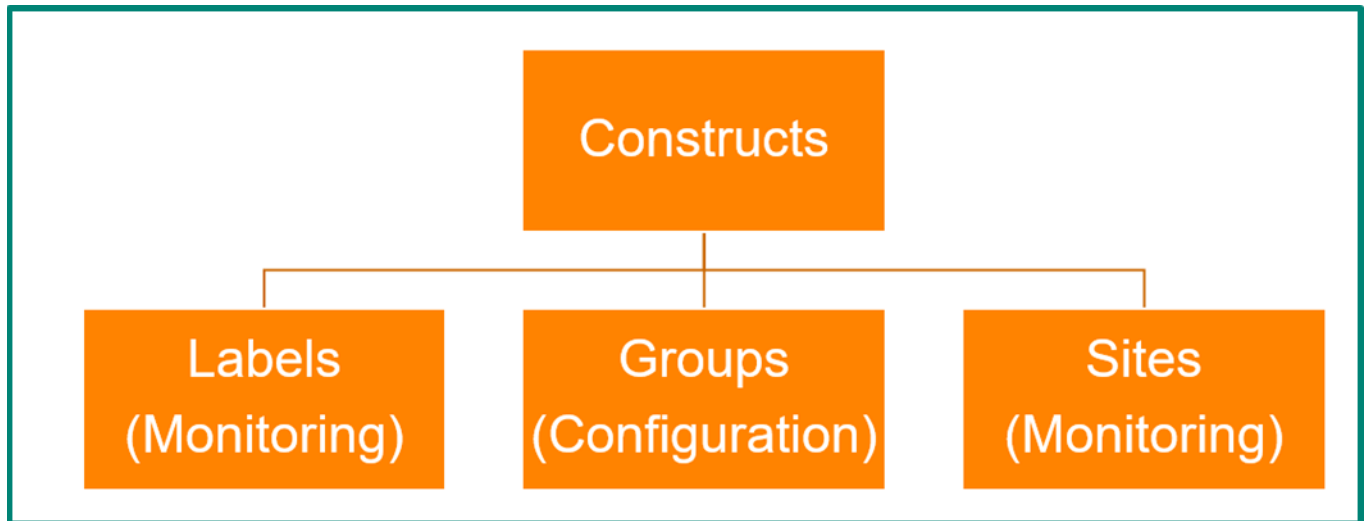 Constructs
Labels
(Monitoring)
Groups
(Configuration)
Sites
(Monitoring)